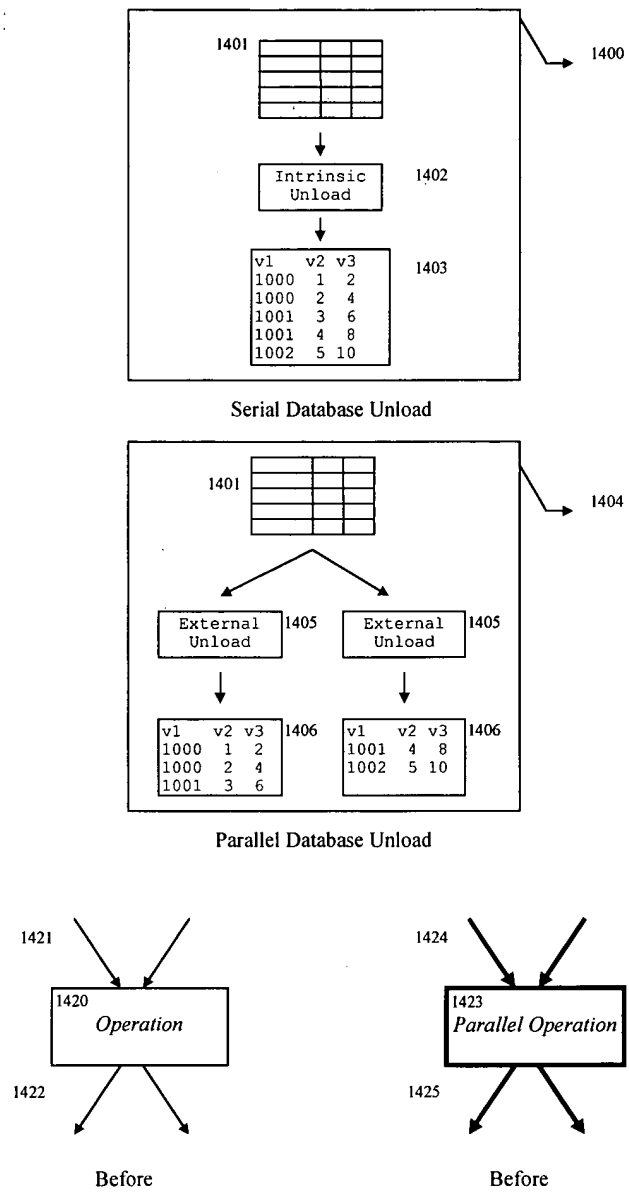 1401
1400
Intrinsic
Unload
1402
v1 v2 v3
1000 1 2
1000 2 4
1001 3 6
1001 4 8
1002 5 10
1403
Serial Database Unload
1401
1404
External
Unload
1405
External
Unload
1405
v1 v2 v3
1000 1 2
1000 2 4
1001 3 6
1406
v1 v2 v3
1001 4 8
1002 5 10
1406
Parallel Database Unload
1421
1420
Operation
1422
Before
1424
1423
Parallel Operation
1425
Before